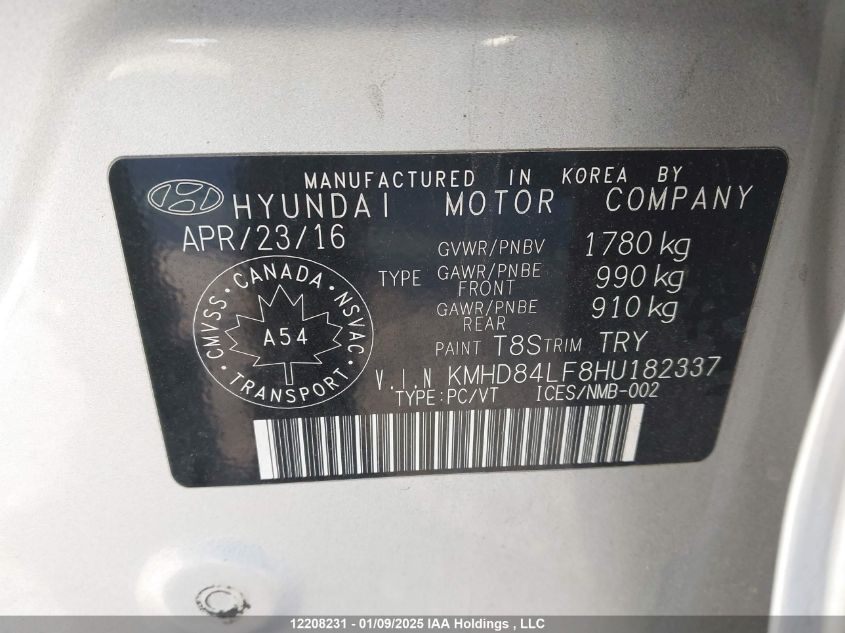 MANUFACTURED IN KOREA BY
HYUNDAI MOTOR COMPANY
APR/23/16
GVWR/PNBV 1780 kg
TYPE GAWR/PNBE FRONT 990 kg
GAWR/PNBE REAR 910 kg
PAINT T8S TRIM TRY
V.I.N KMHD84LF8HU182337
TYPE:PC/VT ICES/NMB-002
CMVSS CANADA NSVAC
A54
TRANSPORT
12208231 - 01/09/2025 IAA Holdings , LLC